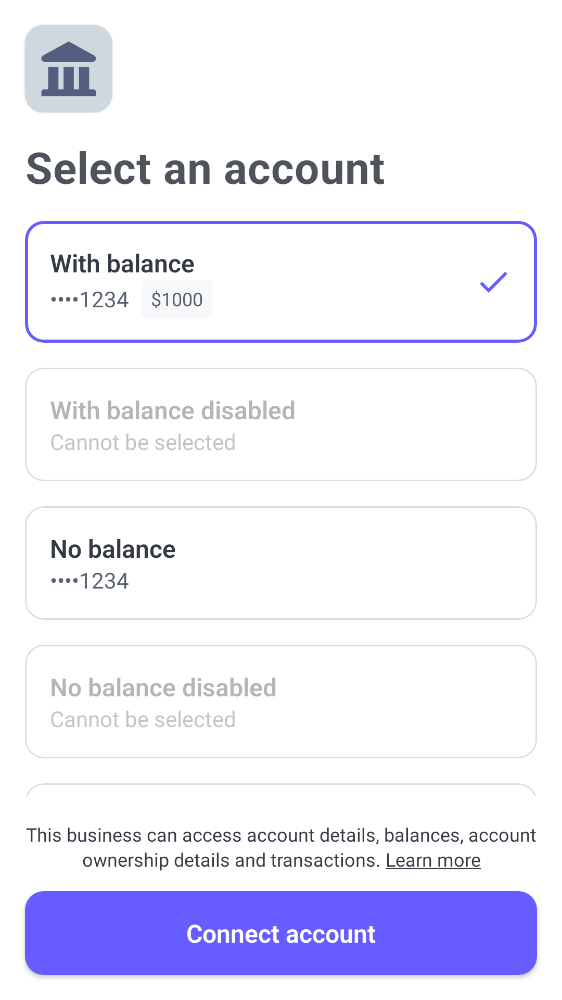 Select an account
With balance
••••1234 $1000
With balance disabled
Cannot be selected
No balance
••••1234
No balance disabled
Cannot be selected
This business can access account details, balances, account
ownership details and transactions. Learn more
Connect account